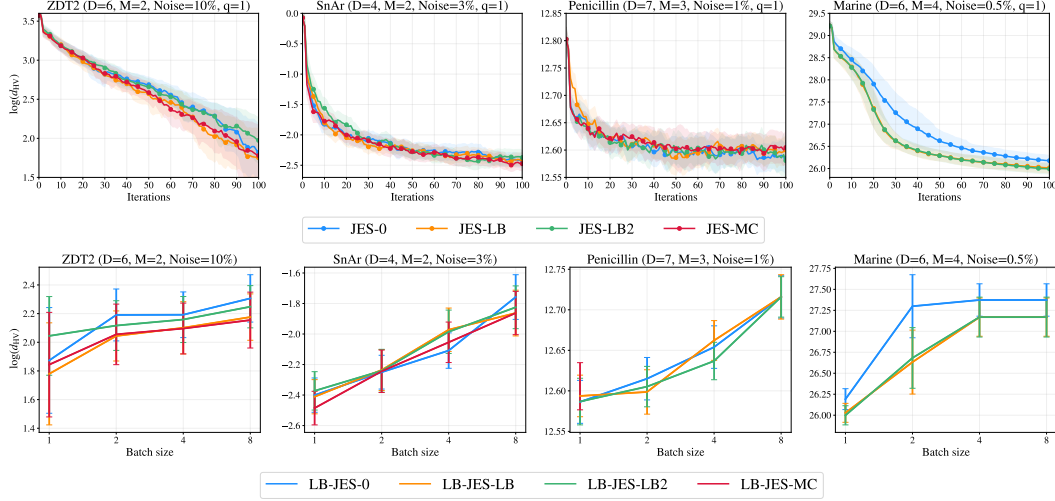 ZDT2 (D=6, M=2, Noise=10%, q=1)
SnAr (D=4, M=2, Noise=3%, q=1)
Penicillin (D=7, M=3, Noise=1%, q=1)
Marine (D=6, M=4, Noise=0.5%, q=1)
log(d_HV)
3.5
3.0
2.5
2.0
1.5
0 10 20 30 40 50 60 70 80 90 100
Iterations
0.0
−0.5
−1.0
−1.5
−2.0
−2.5
0 10 20 30 40 50 60 70 80 90 100
Iterations
12.80
12.75
12.70
12.65
12.60
12.55
0 10 20 30 40 50 60 70 80 90 100
Iterations
29.0
28.5
28.0
27.5
27.0
26.5
26.0
0 10 20 30 40 50 60 70 80 90 100
Iterations
JES-0 JES-LB JES-LB2 JES-MC
ZDT2 (D=6, M=2, Noise=10%)
SnAr (D=4, M=2, Noise=3%)
Penicillin (D=7, M=3, Noise=1%)
Marine (D=6, M=4, Noise=0.5%)
log(d_HV)
2.4
2.2
2.0
1.8
1.6
1.4
1 2 4 8
Batch size
−1.6
−1.8
−2.0
−2.2
−2.4
−2.6
1 2 4 8
Batch size
12.75
12.70
12.65
12.60
12.55
1 2 4 8
Batch size
27.75
27.50
27.25
27.00
26.75
26.50
26.25
26.00
1 2 4 8
Batch size
LB-JES-0 LB-JES-LB LB-JES-LB2 LB-JES-MC